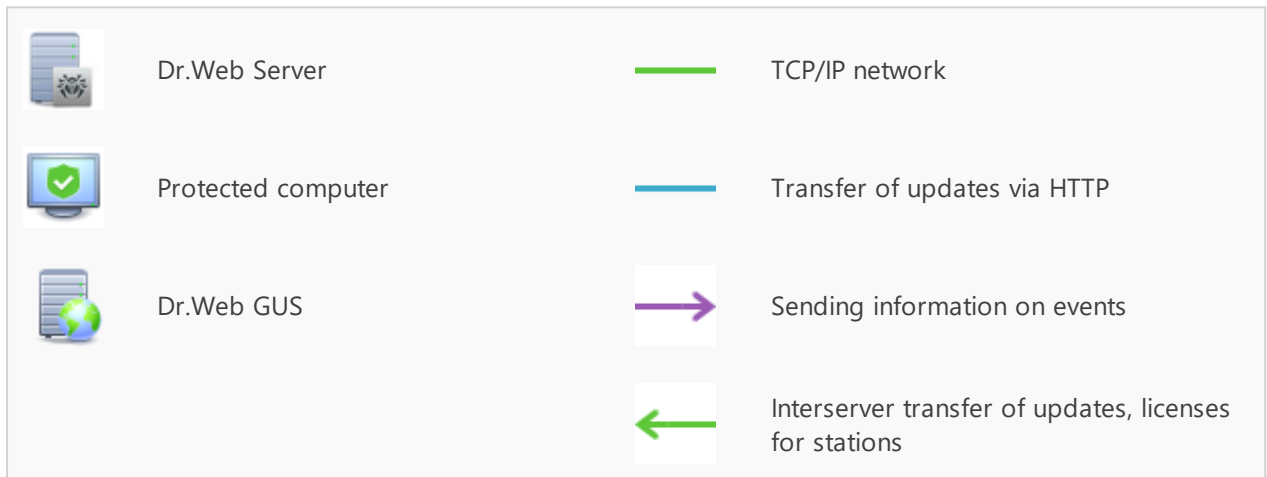 Dr.Web Server
TCP/IP network
Protected computer
Transfer of updates via HTTP
Dr.Web GUS
Sending information on events
Interserver transfer of updates, licenses
for stations